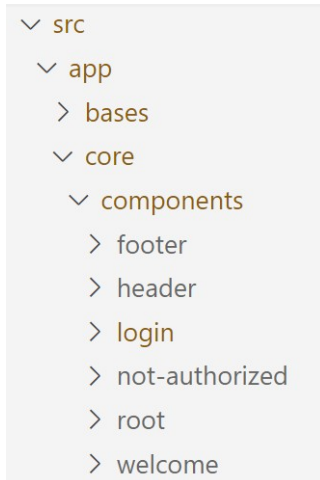 src
app
bases
core
components
footer
header
login
not-authorized
root
welcome